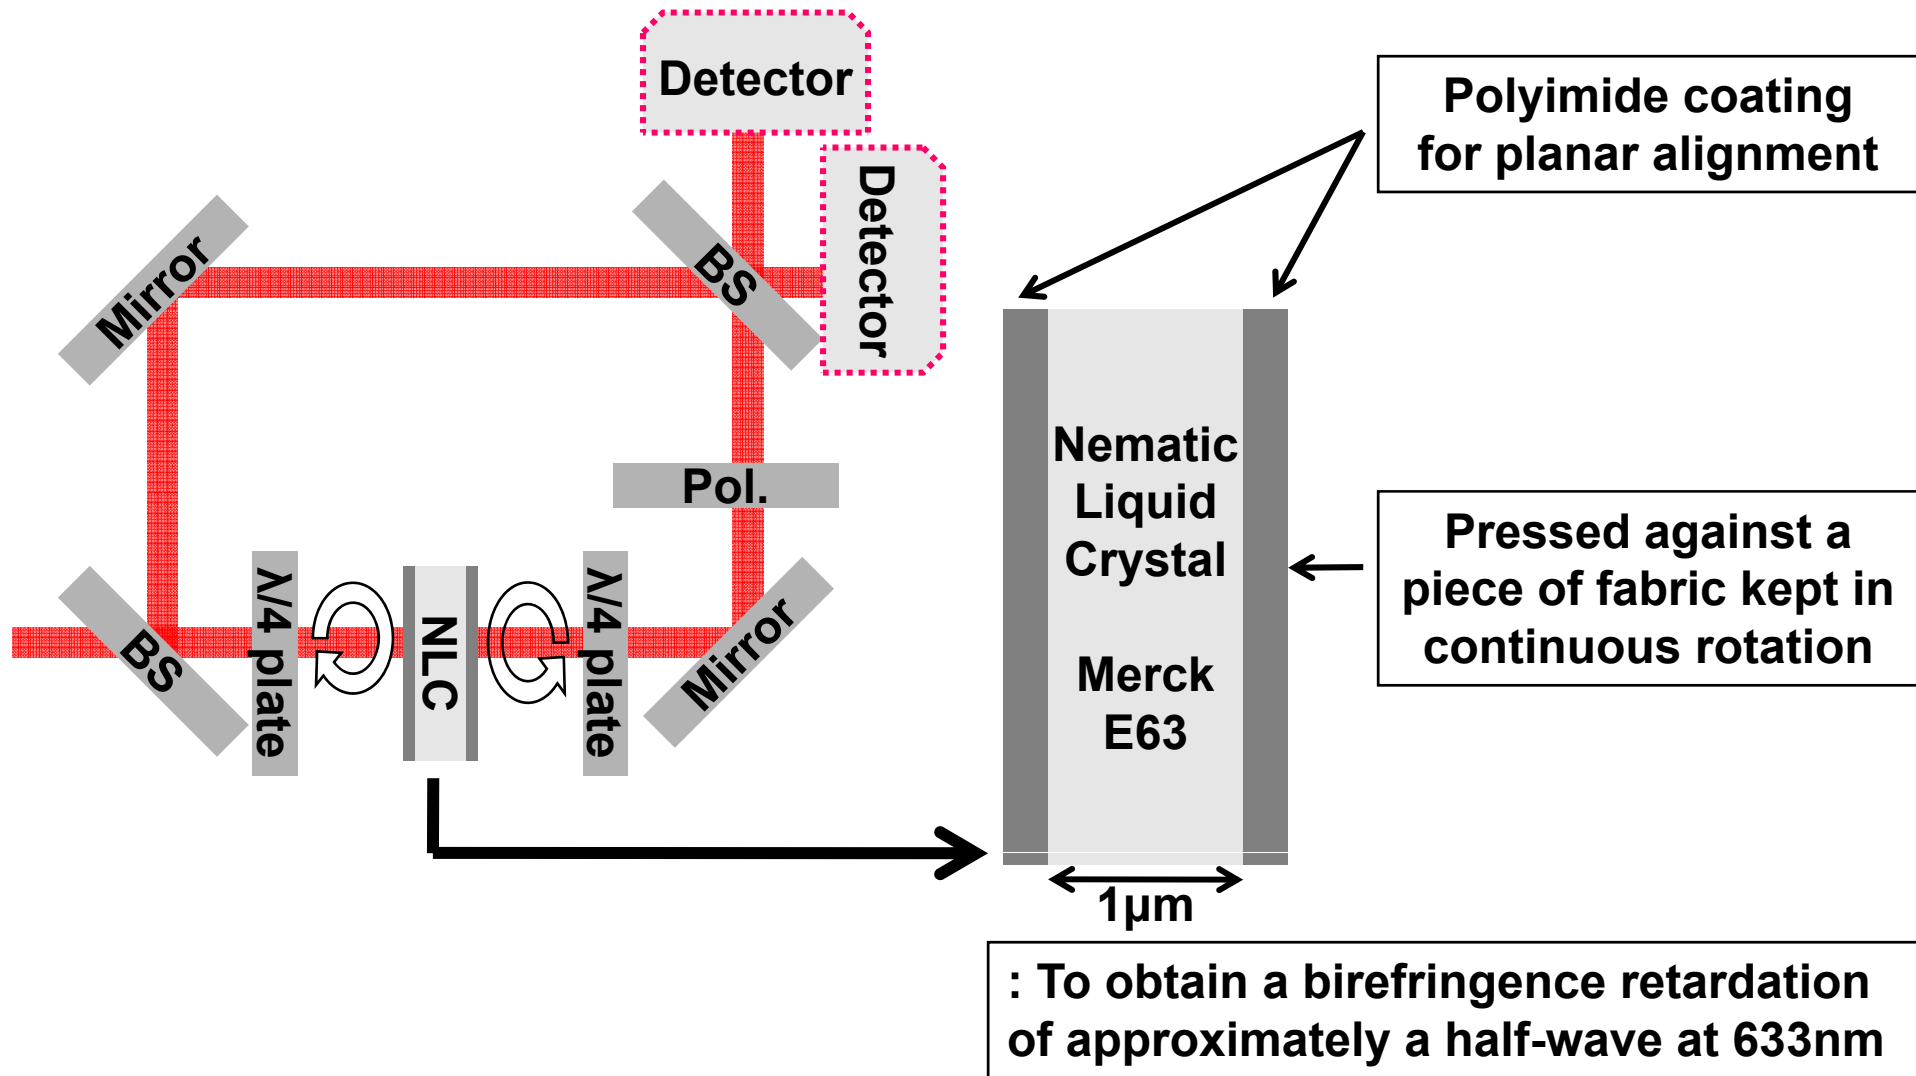 Detector
Detector
Mirror
BS
Pol.
BS
λ/4 plate
NLC
λ/4 plate
Mirror
Polyimide coating
for planar alignment
Nematic
Liquid
Crystal
Merck
E63
Pressed against a
piece of fabric kept in
continuous rotation
1µm
: To obtain a birefringence retardation
of approximately a half-wave at 633nm